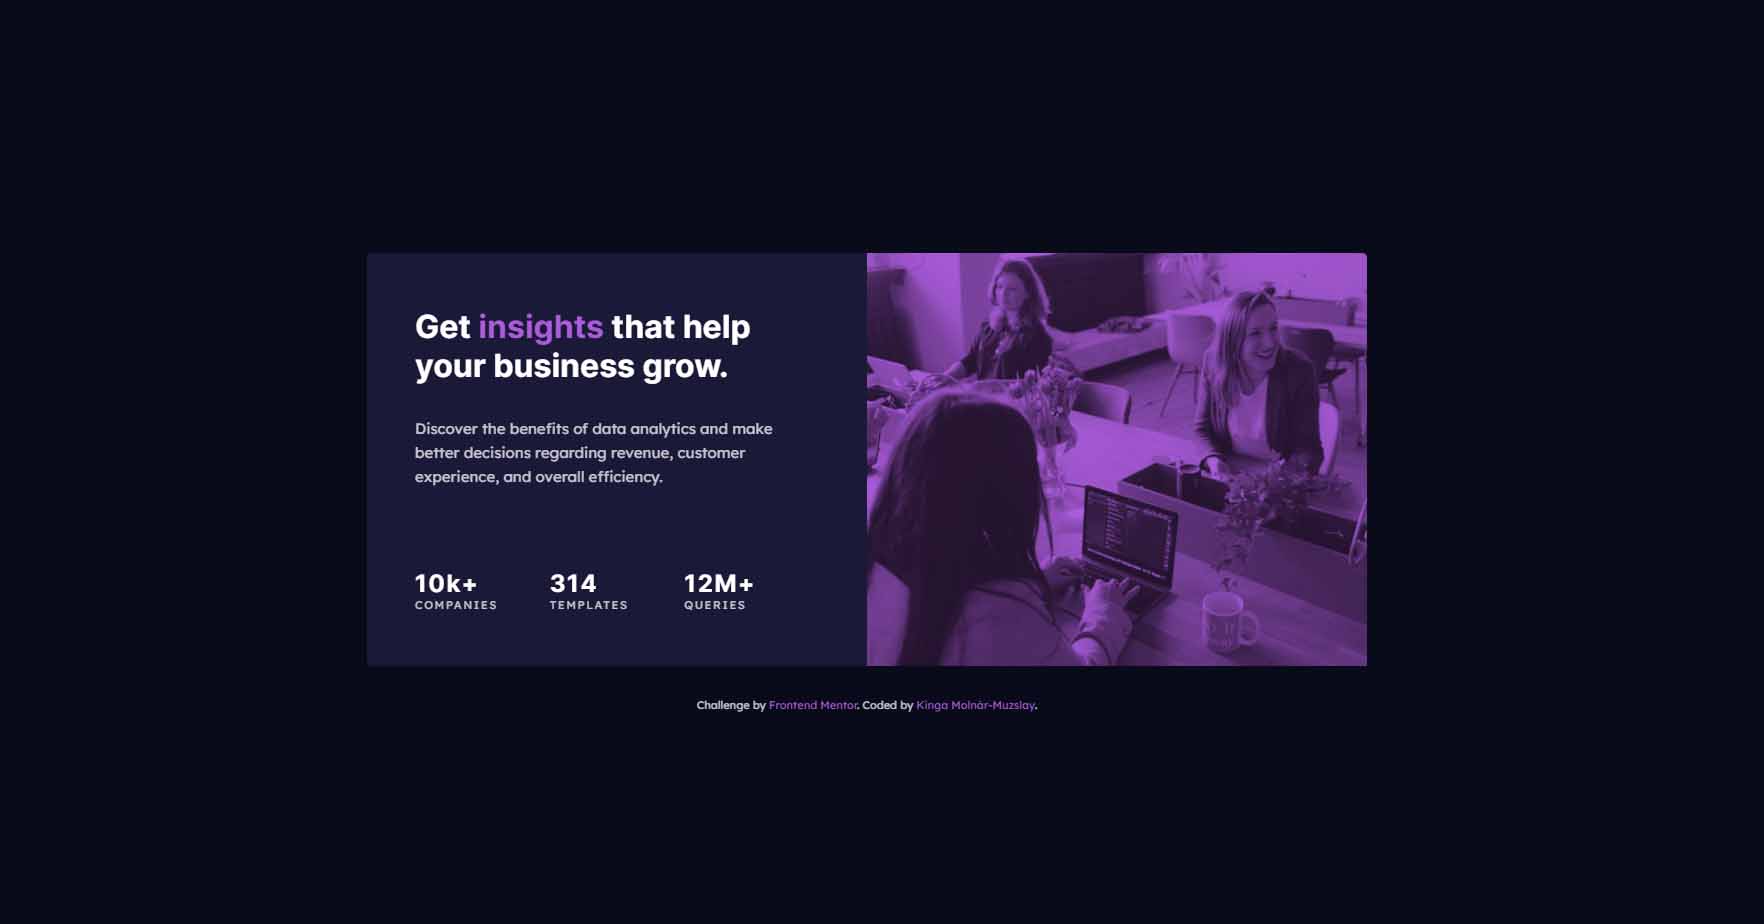 Get insights that help
your business grow.
Discover the benefits of data analytics and make
better decisions regarding revenue, customer
experience, and overall efficiency.
10k+ 314 12M+
COMPANIES TEMPLATES QUERIES
Challenge by Frontend Mentor. Coded by Kinga Molnár-Muzslay.